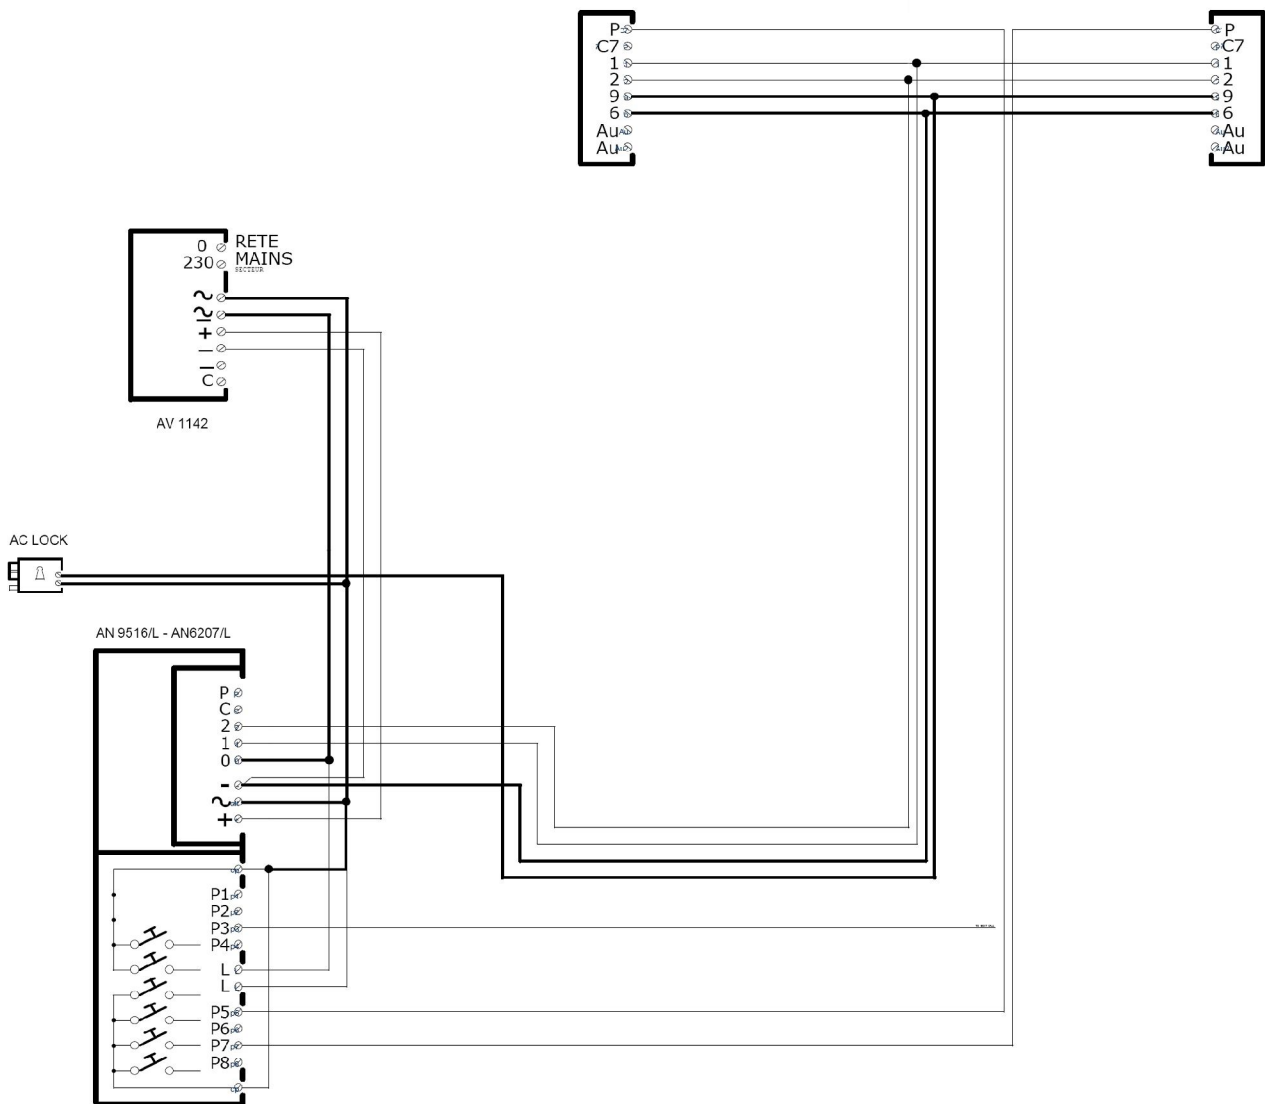 P P
C7 C7
1 1
2 2
9 9
6 6
Au Au
Au Au
0 RETE
230 MAINS
SECTEUR
~
~
+
—
—
C
AV 1142
AC LOCK
AN 9516/L - AN6207/L
P
C
2
1
0
-
~
+
P1
P2
P3
P4
L
L
P5
P6
P7
P8